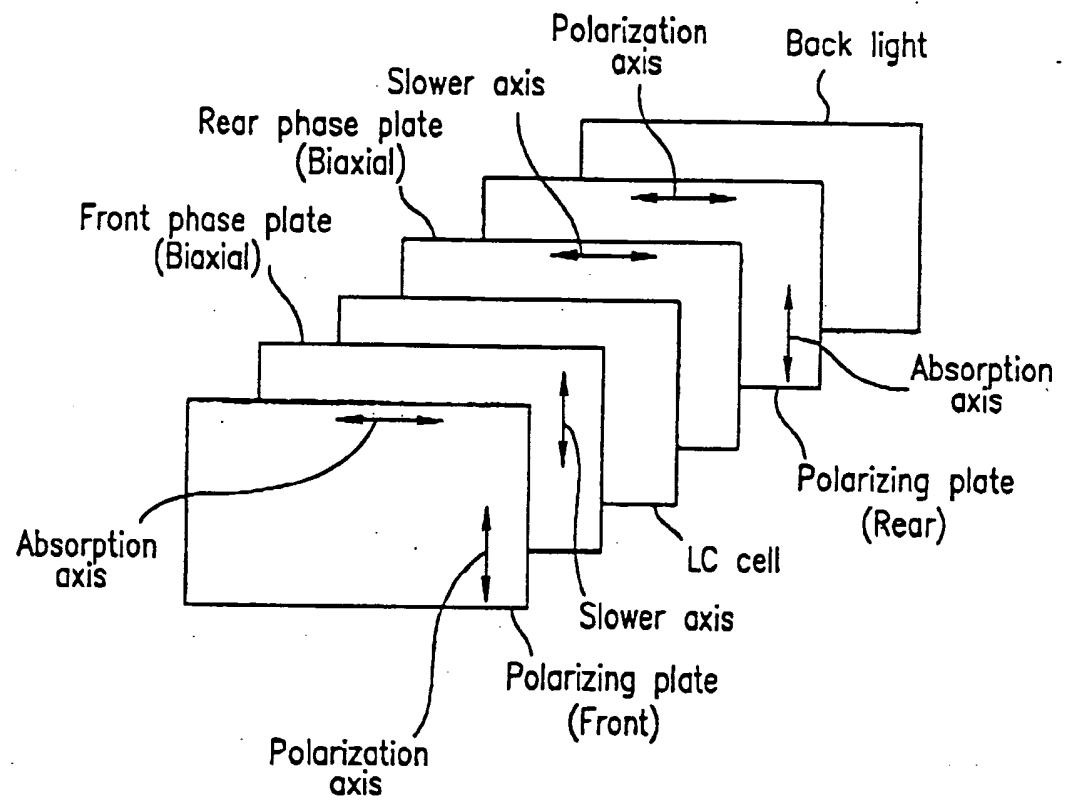 Polarization
axis
Back light
Slower axis
Rear phase plate
(Biaxial)
Front phase plate
(Biaxial)
Absorption
axis
Polarizing plate
(Rear)
Absorption
axis
LC cell
Slower axis
Polarizing plate
(Front)
Polarization
axis